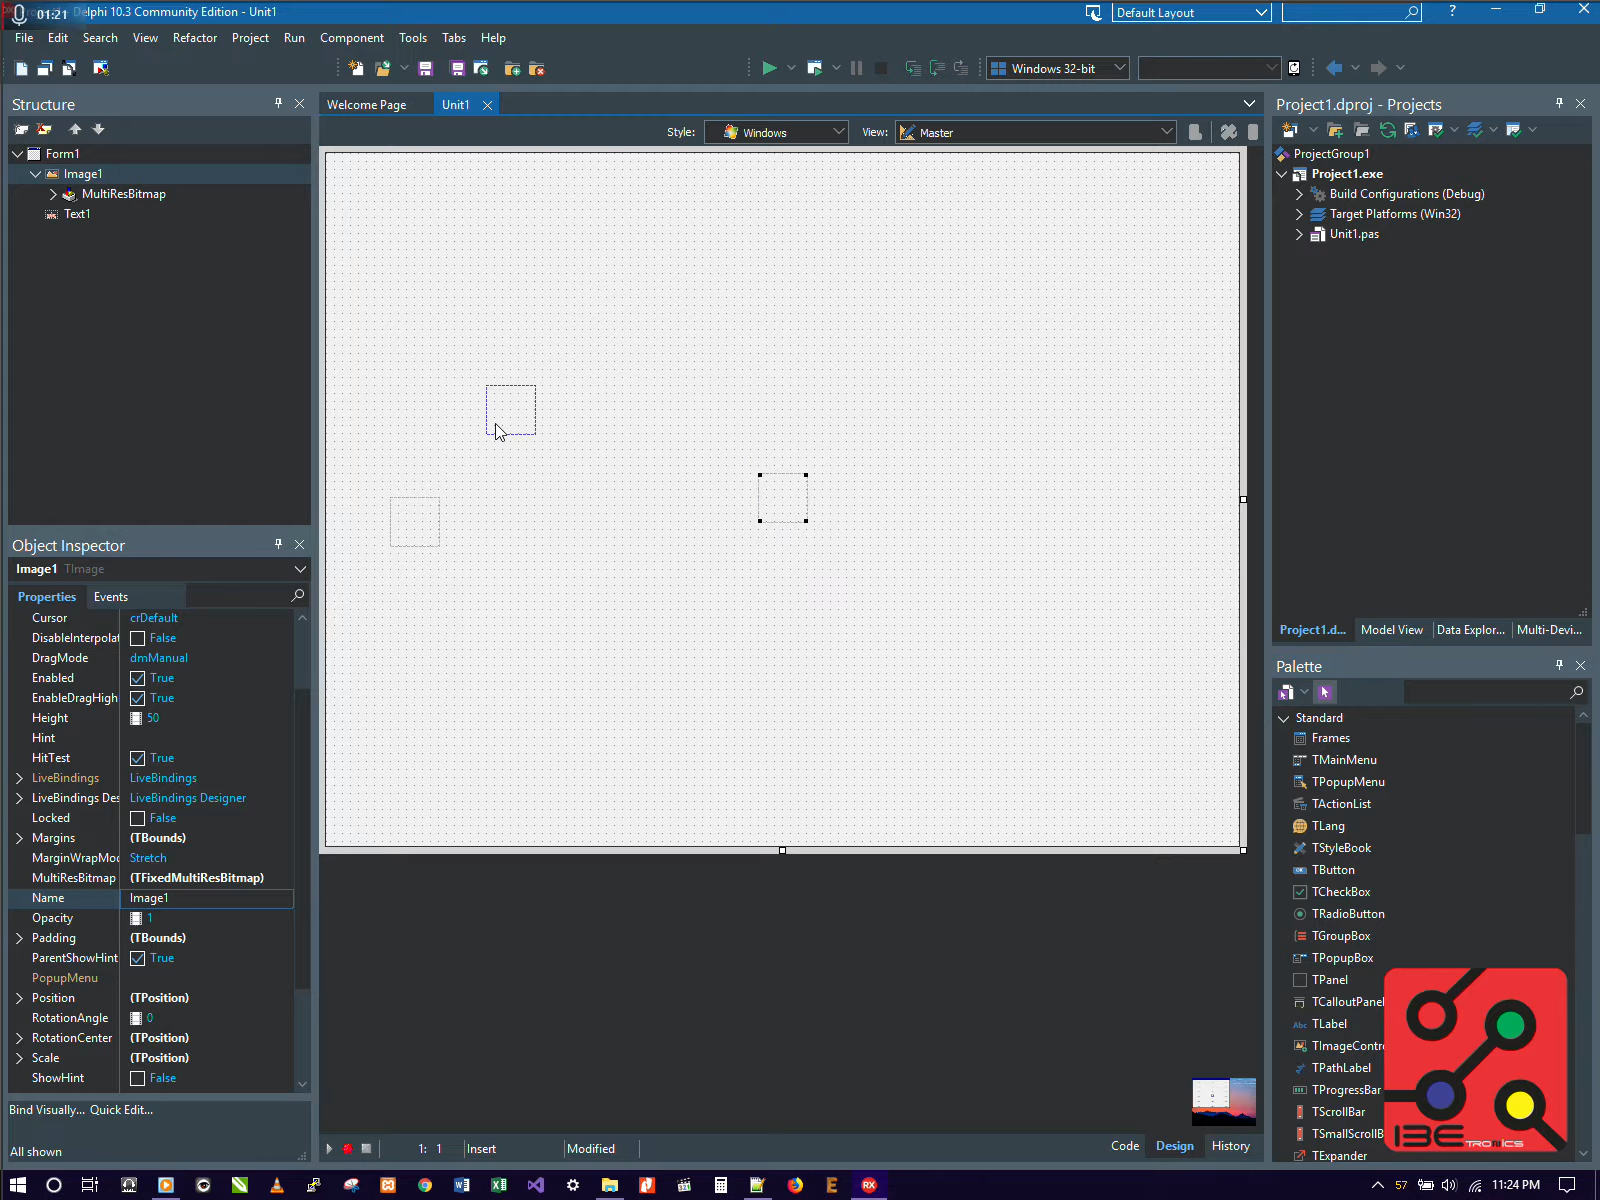 01:21 Delphi 10.3 Community Edition - Unit1
Default Layout
File Edit Search View Refactor Project Run Component Tools Tabs Help
Windows 32-bit
Structure
Welcome Page Unit1
Project1.dproj - Projects
Style: Windows View: Master
Form1
Image1
MultiResBitmap
Text1
ProjectGroup1
Project1.exe
Build Configurations (Debug)
Target Platforms (Win32)
Unit1.pas
Object Inspector
Image1 TImage
Properties Events
Cursor crDefault
DisableInterpolat False
DragMode dmManual
Enabled True
EnableDragHigh True
Height 50
Hint
HitTest True
LiveBindings LiveBindings
LiveBindings Des LiveBindings Designer
Locked False
Margins (TBounds)
MarginWrapMod Stretch
MultiResBitmap (TFixedMultiResBitmap)
Name Image1
Opacity 1
Padding (TBounds)
ParentShowHint True
PopupMenu
Position (TPosition)
RotationAngle 0
RotationCenter (TPosition)
Scale (TPosition)
ShowHint False
Bind Visually... Quick Edit...
All shown
Project1.d... Model View Data Explor... Multi-Devi...
Palette
Standard
Frames
TMainMenu
TPopupMenu
TActionList
TLang
TStyleBook
TButton
TCheckBox
TRadioButton
TGroupBox
TPopupBox
TPanel
TCalloutPanel
TLabel
TImageContro
TPathLabel
TProgressBar
TScrollBar
TSmallScrollB
TExpander
1: 1 Insert Modified
Code Design History
57 11:24 PM